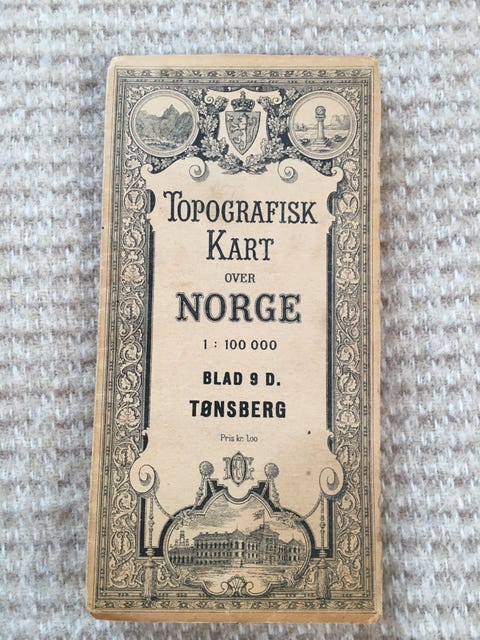 TOPOGRAFISK
KART
OVER
NORGE
1 : 100 000
BLAD 9 D.
TØNSBERG
Pris kr. 1,00